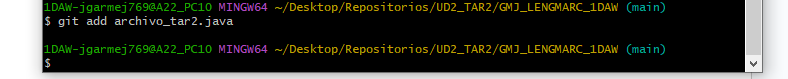 1DAW-jgarmej769@A22_PC10 MINGW64 ~/Desktop/Repositorios/UD2_TAR2/GMJ_LENGMARC_1DAW (main)
$ git add archivo_tar2.java
1DAW-jgarmej769@A22_PC10 MINGW64 ~/Desktop/Repositorios/UD2_TAR2/GMJ_LENGMARC_1DAW (main)
$